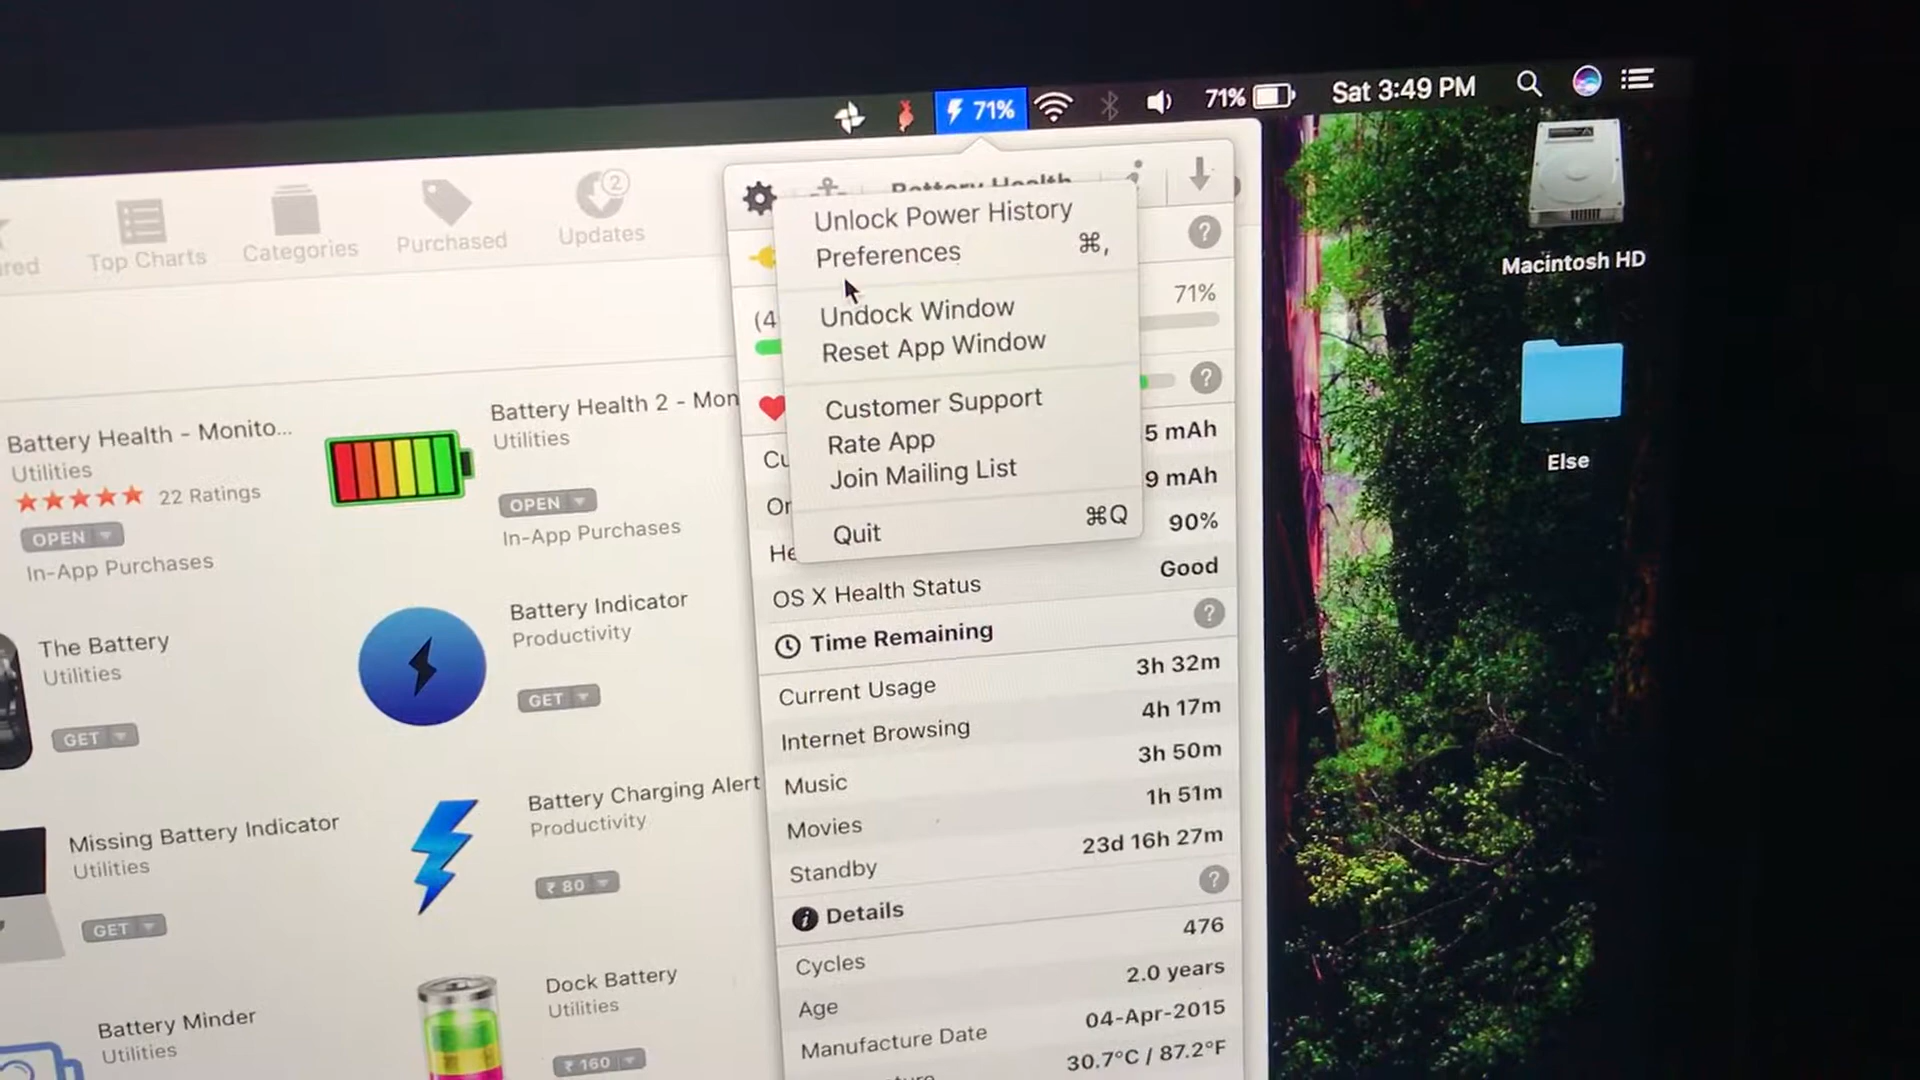 71%
71%
Sat 3:49 PM
Top Charts
Categories
Purchased
2
Updates
Battery Health
Unlock Power History
Preferences ⌘,
Undock Window
Reset App Window
Customer Support
Rate App
Join Mailing List
Quit ⌘Q
?
71%
(4
?
5 mAh
9 mAh
90%
OS X Health Status Good
Time Remaining ?
Current Usage 3h 32m
Internet Browsing 4h 17m
Music 3h 50m
Movies 1h 51m
Standby 23d 16h 27m
Details ?
Cycles 476
Age 2.0 years
Manufacture Date 04-Apr-2015
30.7°C / 87.2°F
Battery Health - Monito...
Utilities
22 Ratings
OPEN
In-App Purchases
Battery Health 2 - Mon
Utilities
OPEN
In-App Purchases
The Battery
Utilities
GET
Battery Indicator
Productivity
GET
Missing Battery Indicator
Utilities
GET
Battery Charging Alert
Productivity
₹ 80
Battery Minder
Utilities
Dock Battery
Utilities
₹ 160
Macintosh HD
Else